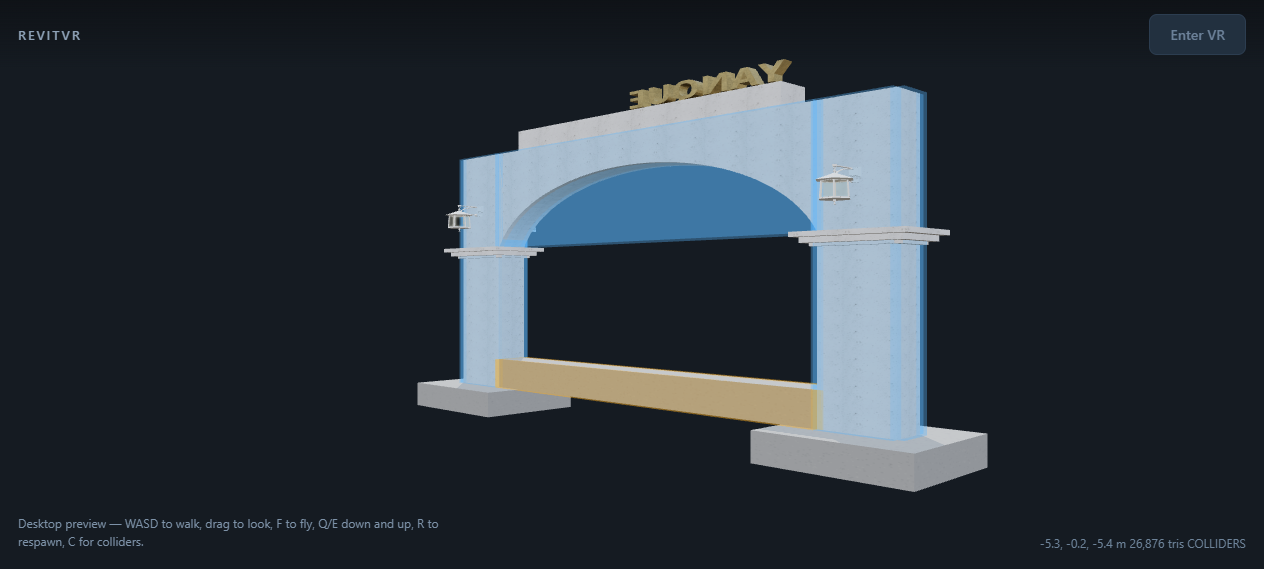 REVITVR
Enter VR
YANQUE
Desktop preview — WASD to walk, drag to look, F to fly, Q/E down and up, R to
respawn, C for colliders.
-5.3, -0.2, -5.4 m 26,876 tris COLLIDERS